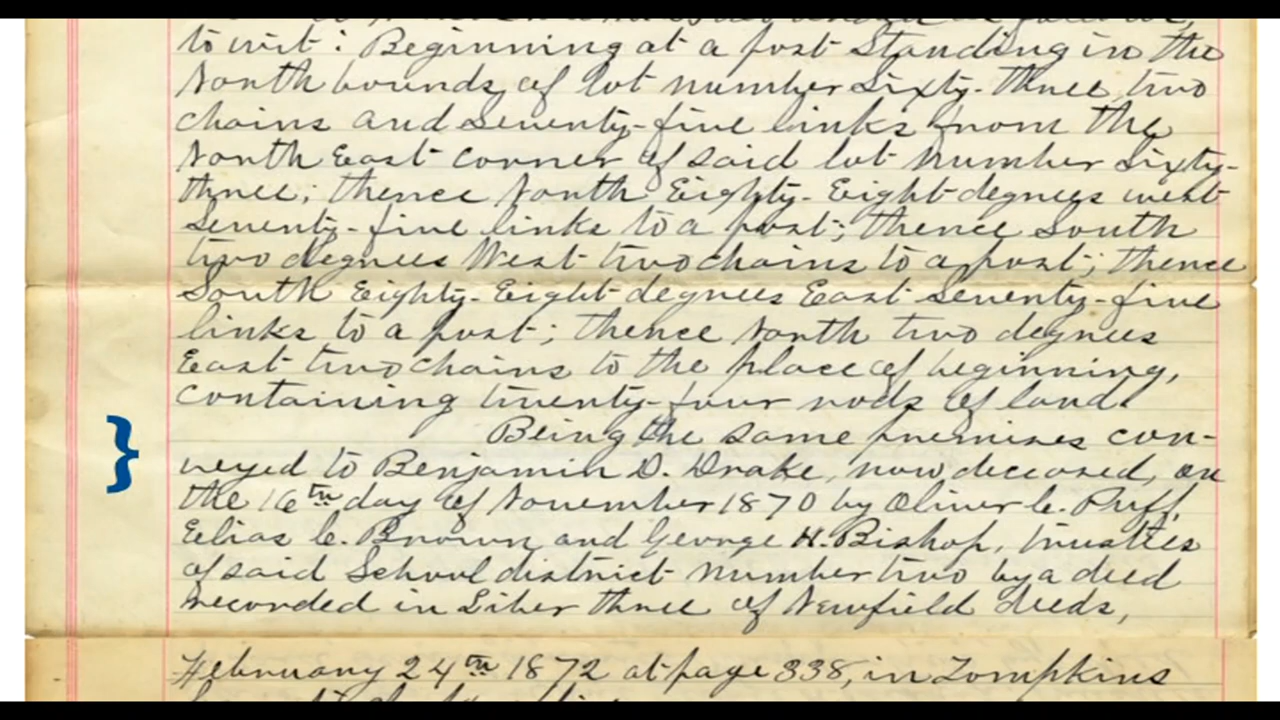 to wit: Beginning at a post Standing in the
North bounds of lot number Sixty-three, two
chains and Seventy-five links from the
North East corner of said lot Number Sixty-
three; thence North Eighty-Eight degrees west
Seventy-five links to a post; thence South
two degrees West two chains to a post; thence
South Eighty-Eight degrees East Seventy-five
links to a post; thence North two degrees
East two chains to the place of beginning,
containing twenty-four rods of land.
Being the same premises con-
veyed to Benjamin D. Drake, now deceased, on
the 16th day of November 1870 by Oliver C. Puff,
Elias C. Brown and George H. Bishop, trustees
of said School district number two by a deed
recorded in Liber three of Newfield deeds,
February 24th 1872 at page 338, in Tompkins